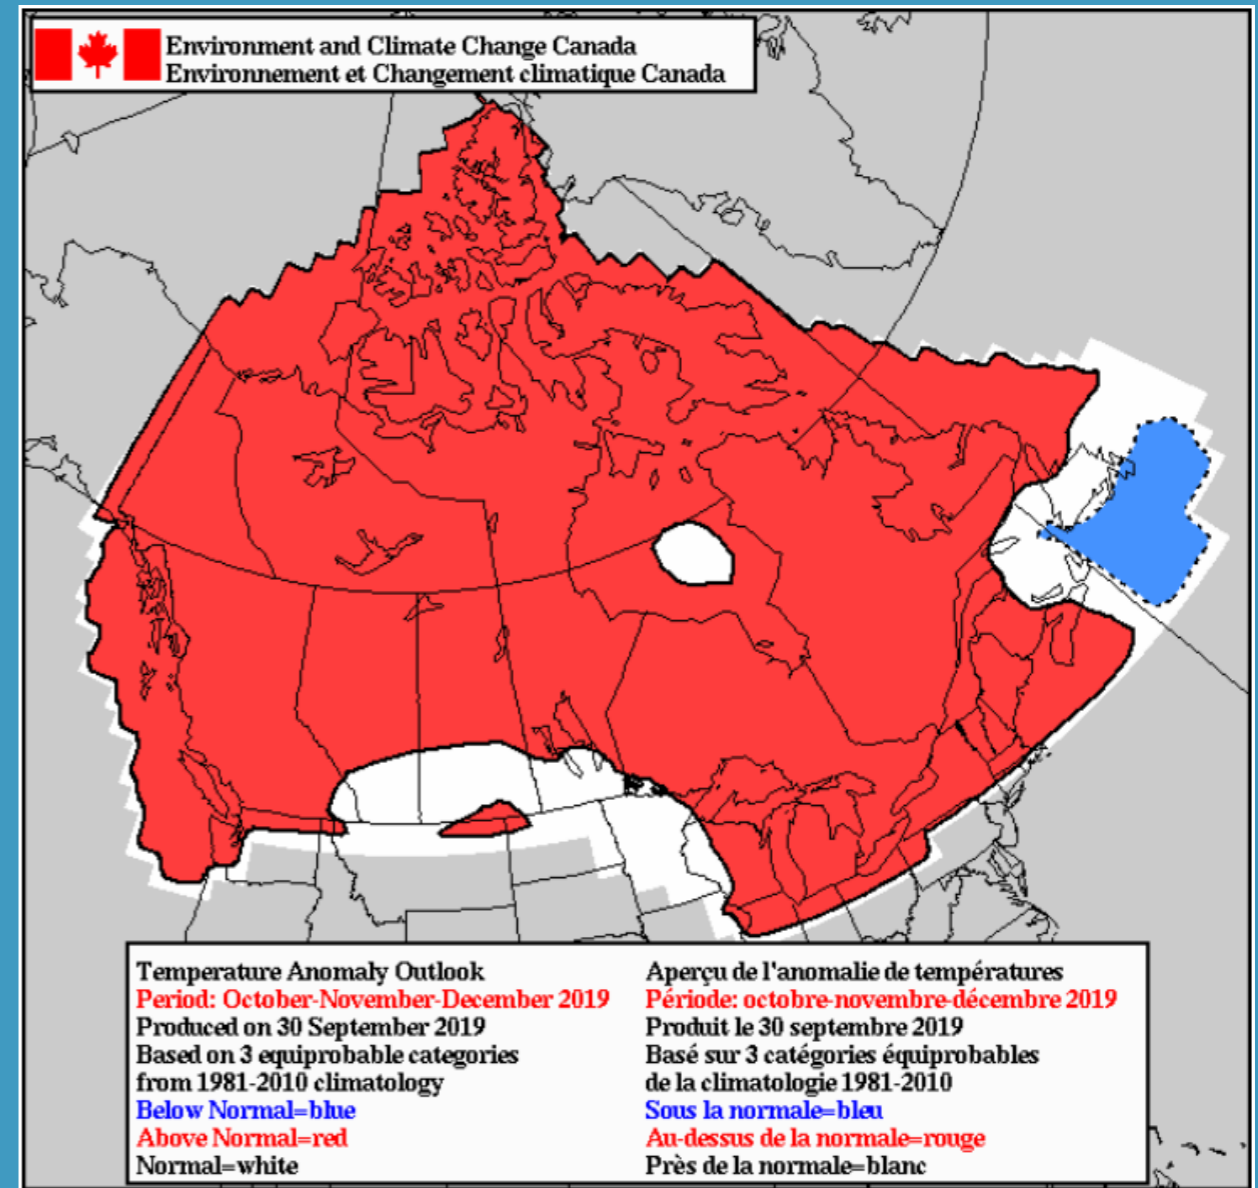 Environment and Climate Change Canada
Environnement et Changement climatique Canada
Temperature Anomaly Outlook
Period: October-November-December 2019
Produced on 30 September 2019
Based on 3 equiprobable categories
from 1981-2010 climatology
Below Normal=blue
Above Normal=red
Normal=white
Aperçu de l'anomalie de températures
Période: octobre-novembre-décembre 2019
Produit le 30 septembre 2019
Basé sur 3 catégories équiprobables
de la climatologie 1981-2010
Sous la normale=bleu
Au-dessus de la normale=rouge
Près de la normale=blanc